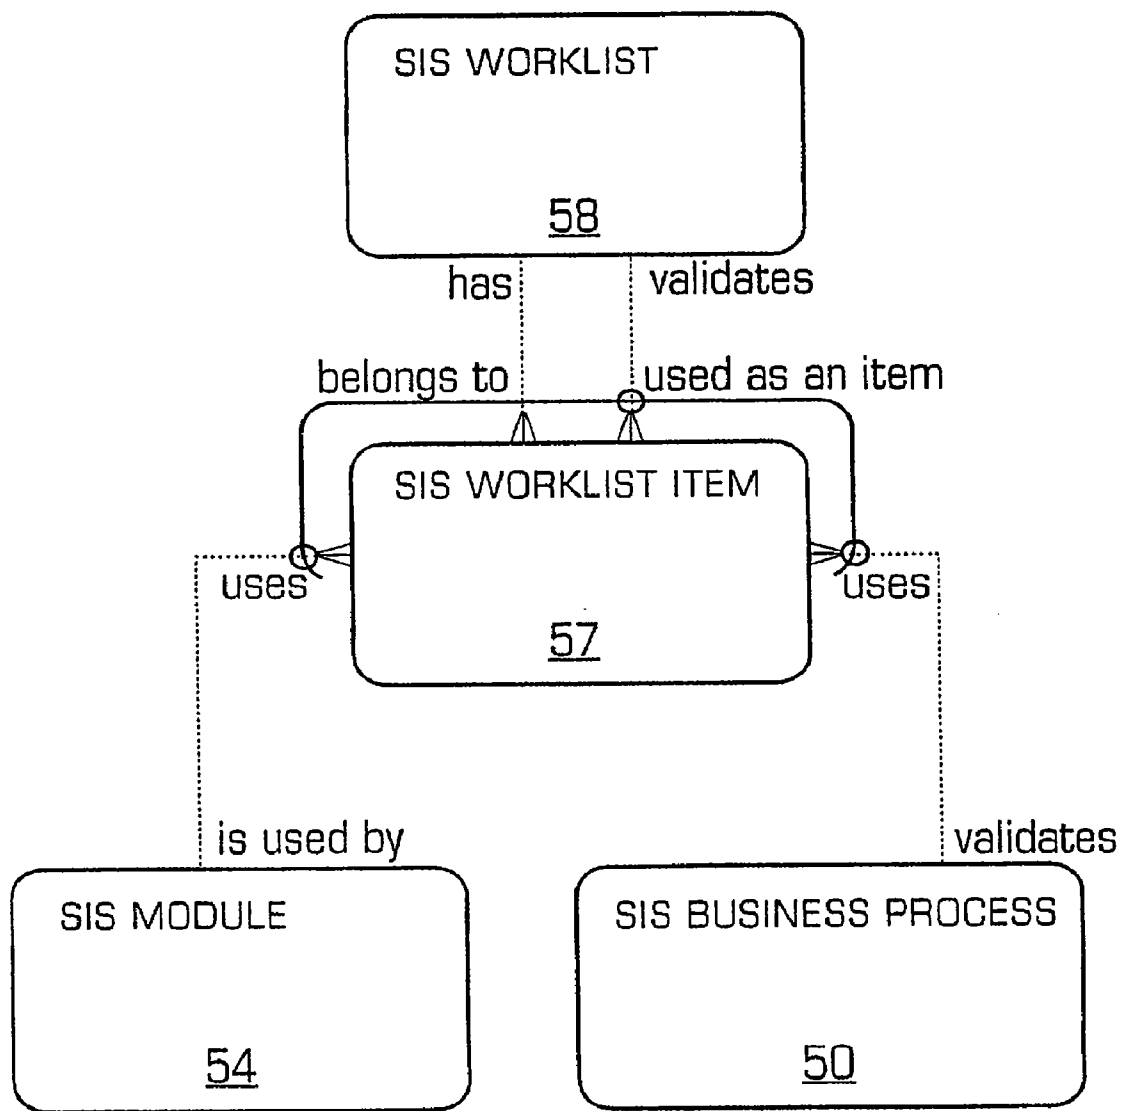 SIS WORKLIST
58
has
validates
belongs to
used as an item
SIS WORKLIST ITEM
uses
uses
57
is used by
validates
SIS MODULE
SIS BUSINESS PROCESS
54
50